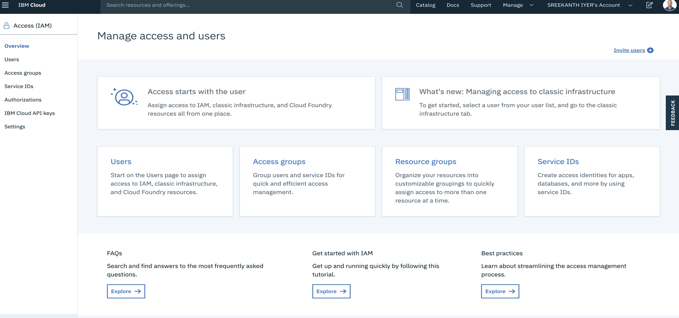 IBM Cloud
Search resources and offerings...
Catalog
Docs
Support
Manage
SREEKANTH IYER's Account
Access (IAM)
Overview
Users
Access groups
Service IDs
Authorizations
IBM Cloud API keys
Settings
Manage access and users
Invite users
Access starts with the user
Assign access to IAM, classic infrastructure, and Cloud Foundry
resources all from one place.
What's new: Managing access to classic infrastructure
To get started, select a user from your user list, and go to the classic
infrastructure tab.
FEEDBACK
Users
Start on the Users page to assign
access to IAM, classic infrastructure,
and Cloud Foundry resources.
Access groups
Group users and service IDs for
quick and efficient access
management.
Resource groups
Organize your resources into
customizable groupings to quickly
assign access to more than one
resource at a time.
Service IDs
Create access identities for apps,
databases, and more by using
service IDs.
FAQs
Search and find answers to the most frequently asked
questions.
Explore
Get started with IAM
Get up and running quickly by following this
tutorial.
Explore
Best practices
Learn about streamlining the access management
process.
Explore